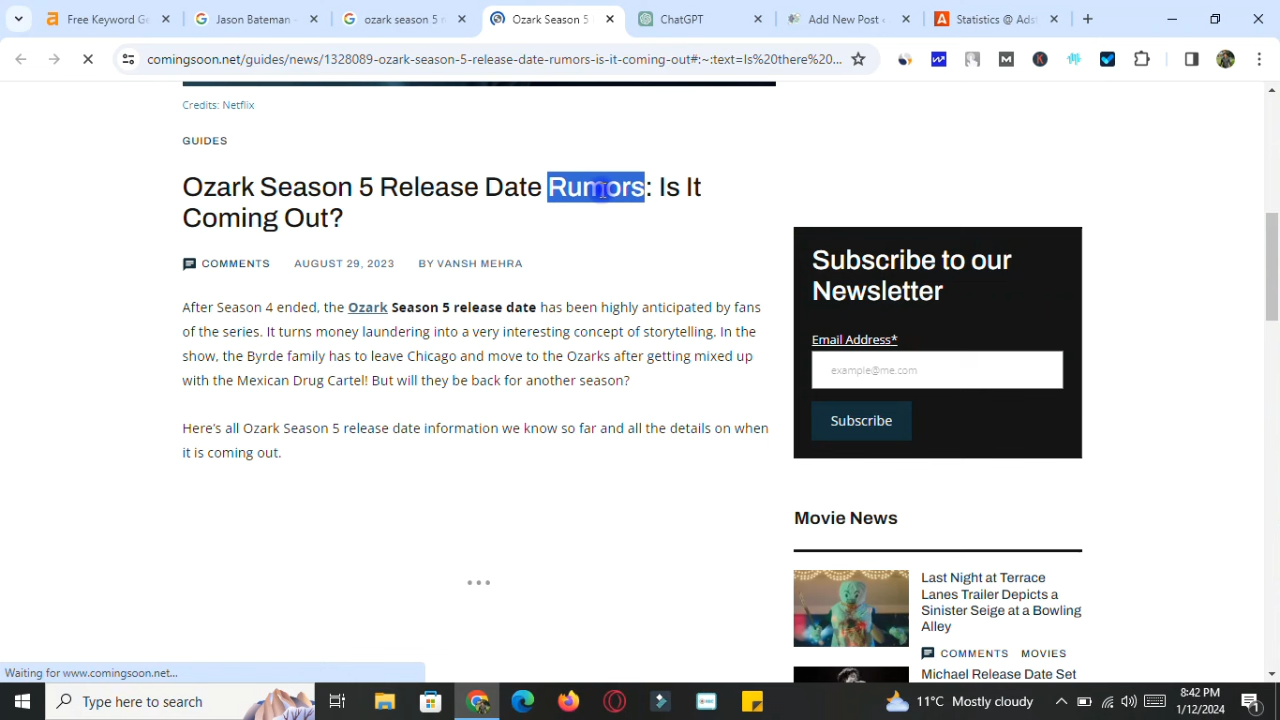 Free Keyword G
Jason Bateman -
ozark season 5 r
Ozark Season 5
ChatGPT
Add New Post ‹
Statistics @ Ads
comingsoon.net/guides/news/1328089-ozark-season-5-release-date-rumors-is-it-coming-out#:~:text=Is%20there%20...
Credits: Netflix
GUIDES
Ozark Season 5 Release Date Rumors: Is It
Coming Out?
COMMENTS AUGUST 29, 2023 BY VANSH MEHRA
After Season 4 ended, the Ozark Season 5 release date has been highly anticipated by fans
of the series. It turns money laundering into a very interesting concept of storytelling. In the
show, the Byrde family has to leave Chicago and move to the Ozarks after getting mixed up
with the Mexican Drug Cartel! But will they be back for another season?
Here's all Ozark Season 5 release date information we know so far and all the details on when
it is coming out.
Subscribe to our
Newsletter
Email Address*
example@me.com
Subscribe
Movie News
Last Night at Terrace
Lanes Trailer Depicts a
Sinister Seige at a Bowling
Alley
COMMENTS MOVIES
Michael Release Date Set
Waiting for www.comingsoon.net...
Type here to search
11°C Mostly cloudy
8:42 PM
1/12/2024